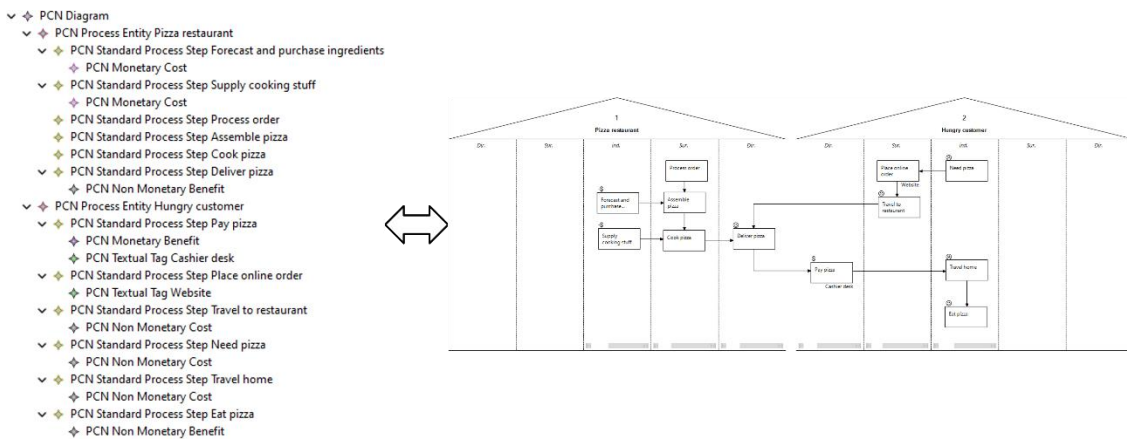 PCN Diagram
PCN Process Entity Pizza restaurant
PCN Standard Process Step Forecast and purchase ingredients
PCN Monetary Cost
PCN Standard Process Step Supply cooking stuff
PCN Monetary Cost
PCN Standard Process Step Process order
PCN Standard Process Step Assemble pizza
PCN Standard Process Step Cook pizza
PCN Standard Process Step Deliver pizza
PCN Non Monetary Benefit
PCN Process Entity Hungry customer
PCN Standard Process Step Pay pizza
PCN Monetary Benefit
PCN Textual Tag Cashier desk
PCN Standard Process Step Place online order
PCN Textual Tag Website
PCN Standard Process Step Travel to restaurant
PCN Non Monetary Cost
PCN Standard Process Step Need pizza
PCN Non Monetary Cost
PCN Standard Process Step Travel home
PCN Non Monetary Cost
PCN Standard Process Step Eat pizza
PCN Non Monetary Benefit
1
Pizza restaurant
Dir.
Sur.
Ind.
Sur.
Dir.
Process order
Forecast and
purchase...
Assemble
pizza
Supply
cooking stuff
Cook pizza
Deliver pizza
2
Hungry customer
Dir.
Sur.
Ind.
Sur.
Dir.
Place online
order
Need pizza
Website
Travel to
restaurant
Pay pizza
Cashier desk
Travel home
Eat pizza